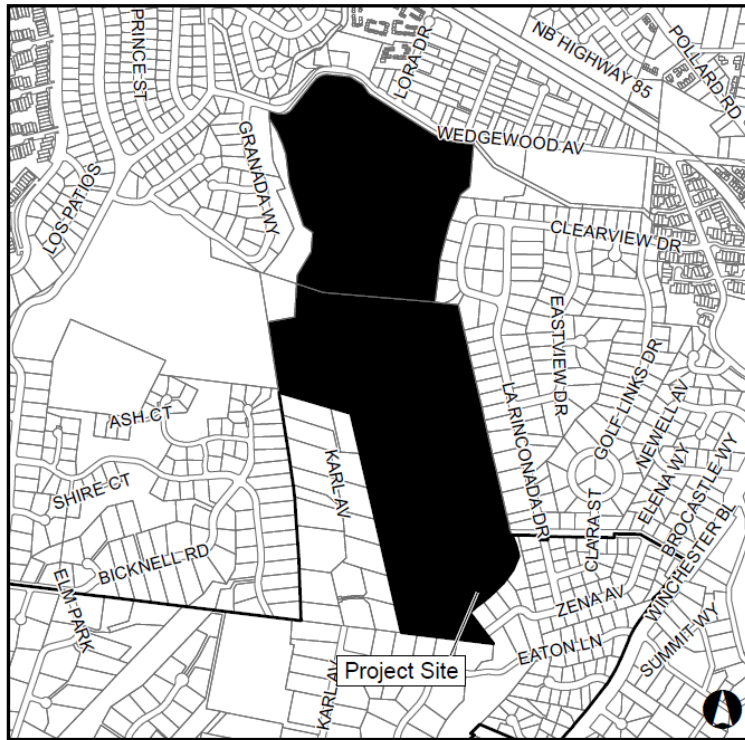 PRINCE ST
LORA DR
NB HIGHWAY 85
POLLARD RD
WEDGEWOOD AV
GRANADA WY
LOS PATIOS
CLEARVIEW DR
EASTVIEW DR
GOLF LINKS DR
NEWELL AV
ELENA WY
BROCASTLE WY
WINCHESTER BL
LA RINCONADA DR
CLARA ST
ASH CT
SHIRE CT
KARL AV
BICKNELL RD
ELM PARK
ZENA AV
EATON LN
SUMMIT WY
Project Site
KARL AV